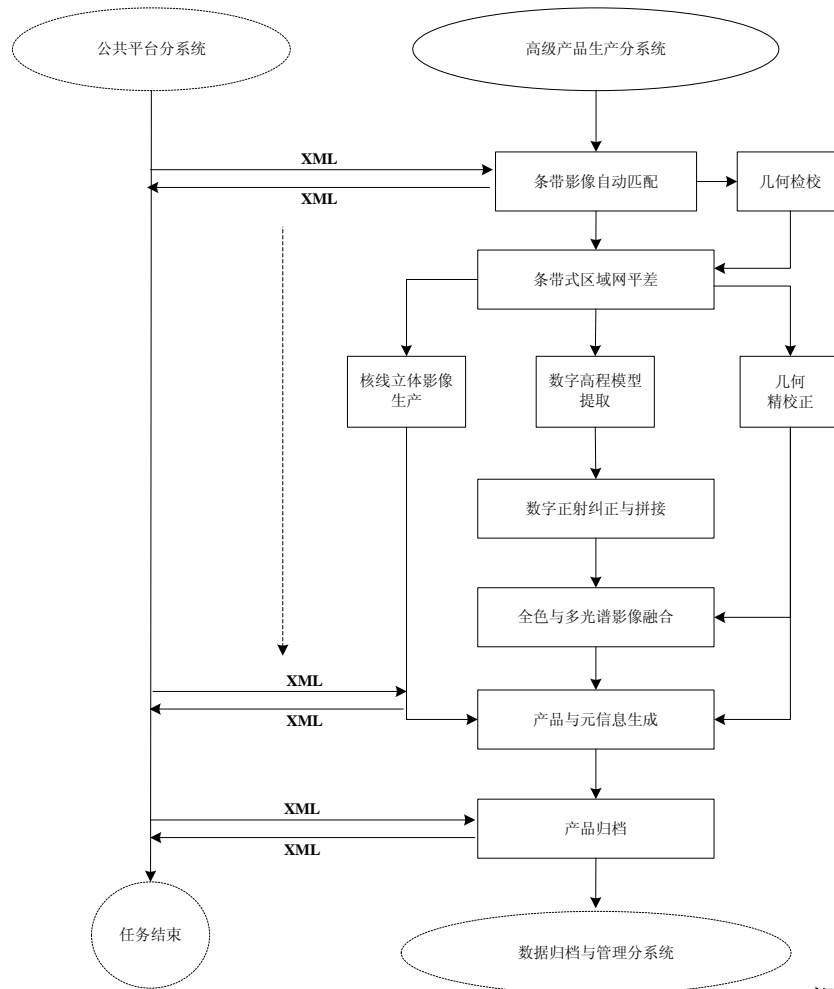 公共平台分系统
高级产品生产分系统
XML
条带影像自动匹配
几何检校
XML
条带式区域网平差
核线立体影像
生产
数字高程模型
提取
几何
精校正
数字正射纠正与拼接
全色与多光谱影像融合
XML
XML
产品与元信息生成
XML
产品归档
XML
任务结束
数据归档与管理分系统